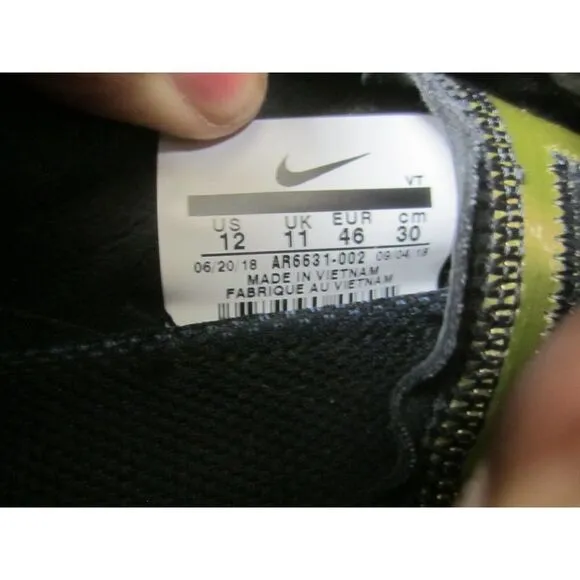 VT
US UK EUR cm
12 11 46 30
06/20/18 AR6631-002 09/04/18
MADE IN VIETNAM
FABRIQUE AU VIETNAM